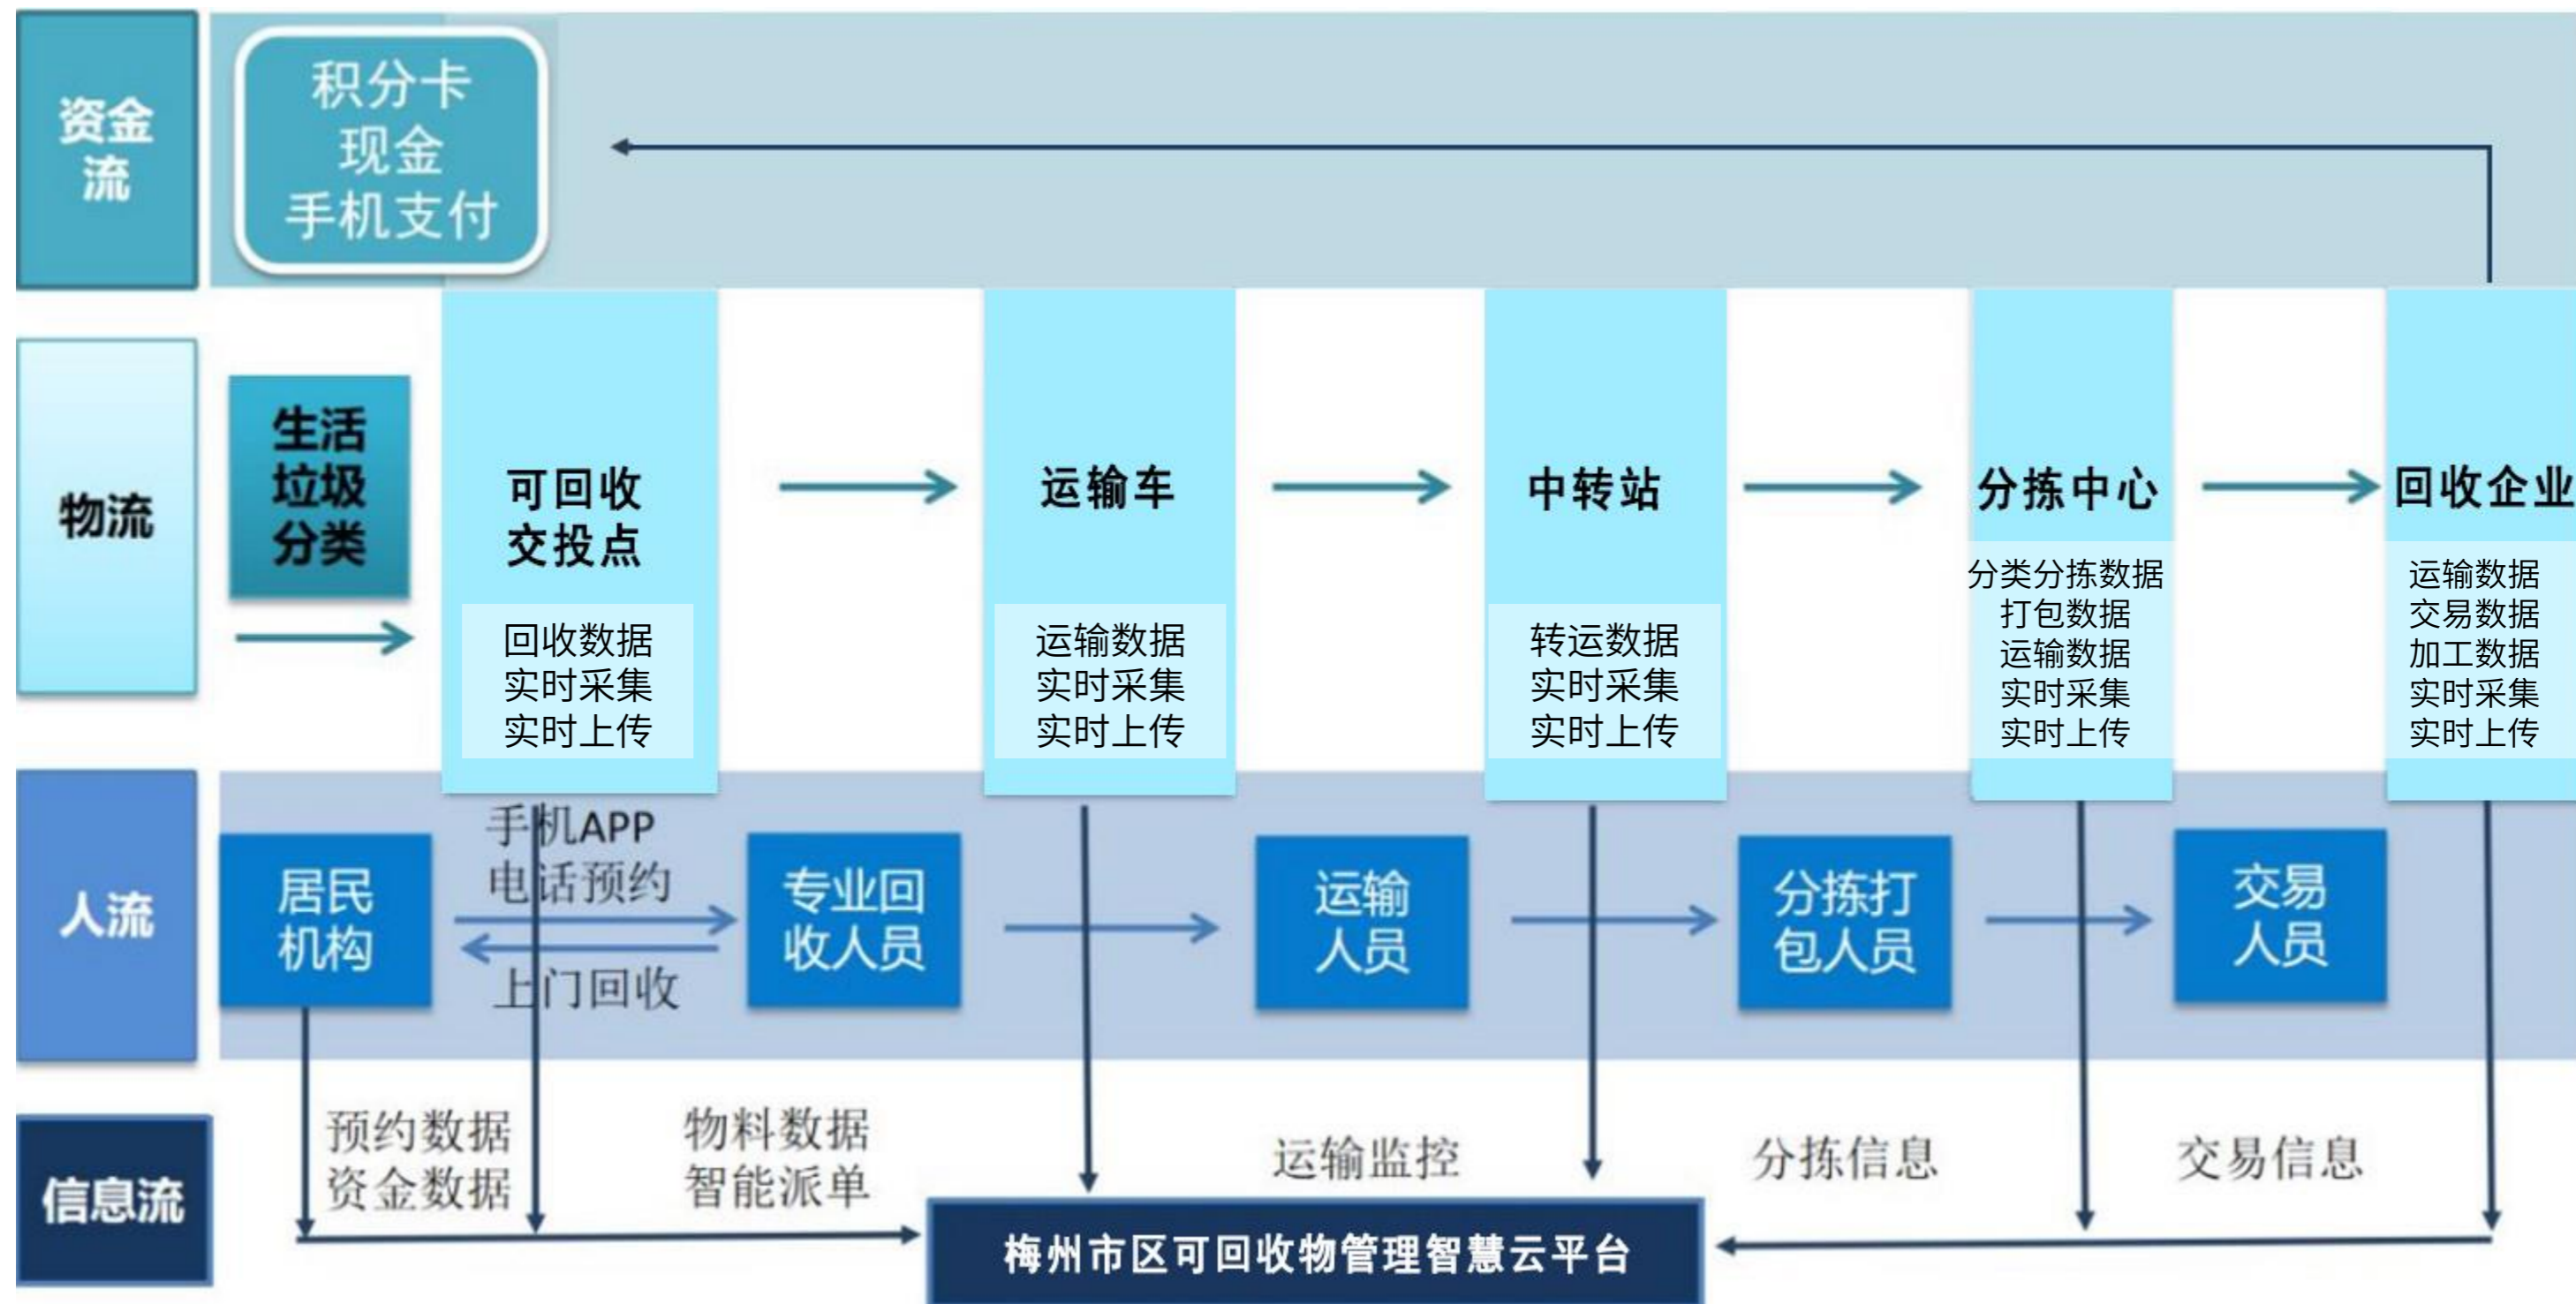 资金
流
积分卡
现金
手机支付
物流
生活
垃圾
分类
可回收
交投点
回收数据
实时采集
实时上传
运输车
运输数据
实时采集
实时上传
中转站
转运数据
实时采集
实时上传
分拣中心
分类分拣数据
打包数据
运输数据
实时采集
实时上传
回收企业
运输数据
交易数据
加工数据
实时采集
实时上传
人流
居民
机构
手机APP
电话预约
上门回收
专业回
收人员
运输
人员
分拣打
包人员
交易
人员
信息流
预约数据
资金数据
物料数据
智能派单
运输监控
分拣信息
交易信息
梅州市区可回收物管理智慧云平台